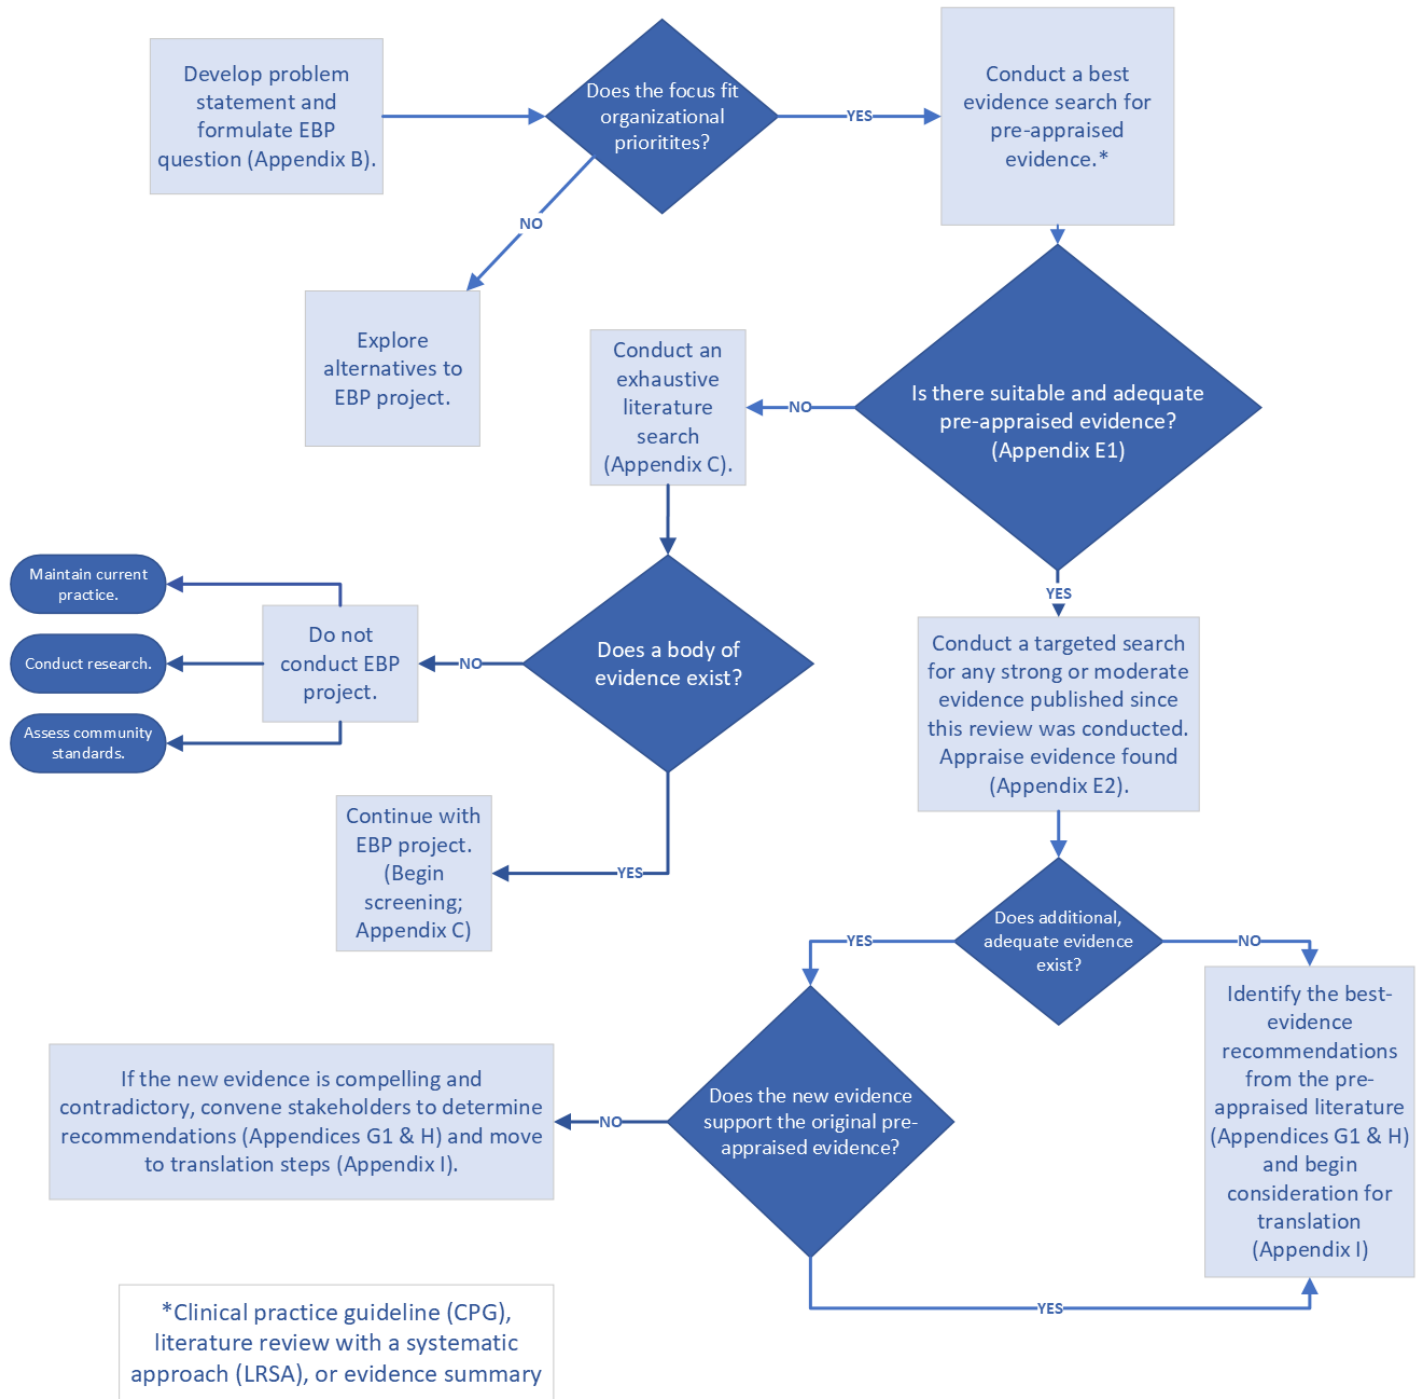 Develop problem
statement and
formulate EBP
question (Appendix B).
Does the focus fit
organizational
prioritites?
YES
Conduct a best
evidence search for
pre-appraised
evidence.*
NO
Explore
alternatives to
EBP project.
Is there suitable and adequate
pre-appraised evidence?
(Appendix E1)
NO
Conduct an
exhaustive
literature
search
(Appendix C).
Does a body of
evidence exist?
NO
Do not
conduct EBP
project.
Maintain current
practice.
Conduct research.
Assess community
standards.
YES
Continue with
EBP project.
(Begin
screening;
Appendix C)
YES
Conduct a targeted search
for any strong or moderate
evidence published since
this review was conducted.
Appraise evidence found
(Appendix E2).
Does additional,
adequate evidence
exist?
YES
NO
Identify the best-
evidence
recommendations
from the pre-
appraised literature
(Appendices G1 & H)
and begin
consideration for
translation
(Appendix I)
Does the new evidence
support the original pre-
appraised evidence?
NO
If the new evidence is compelling and
contradictory, convene stakeholders to determine
recommendations (Appendices G1 & H) and move
to translation steps (Appendix I).
YES
*Clinical practice guideline (CPG),
literature review with a systematic
approach (LRSA), or evidence summary